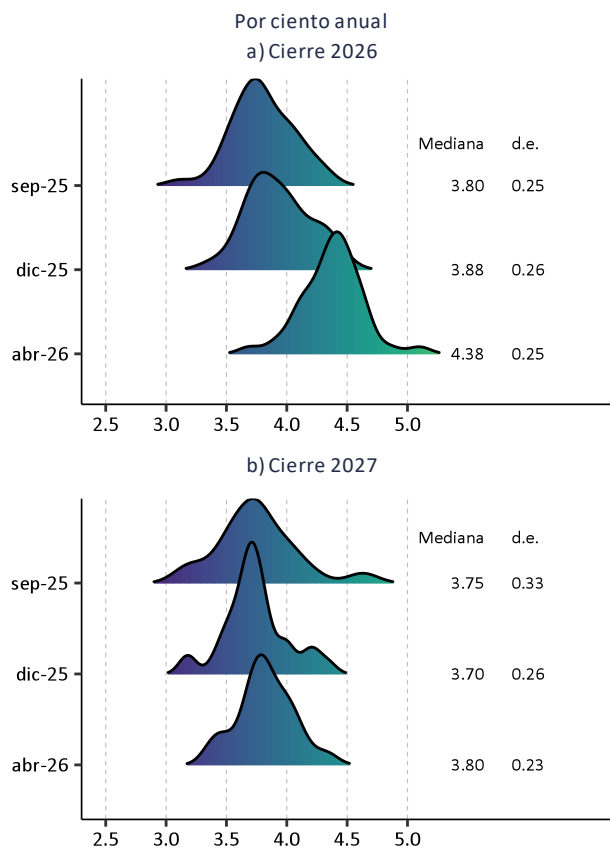 Por ciento anual
a) Cierre 2026
Mediana d.e.
sep-25 3.80 0.25
dic-25 3.88 0.26
abr-26 4.38 0.25
2.5 3.0 3.5 4.0 4.5 5.0
b) Cierre 2027
Mediana d.e.
sep-25 3.75 0.33
dic-25 3.70 0.26
abr-26 3.80 0.23
2.5 3.0 3.5 4.0 4.5 5.0